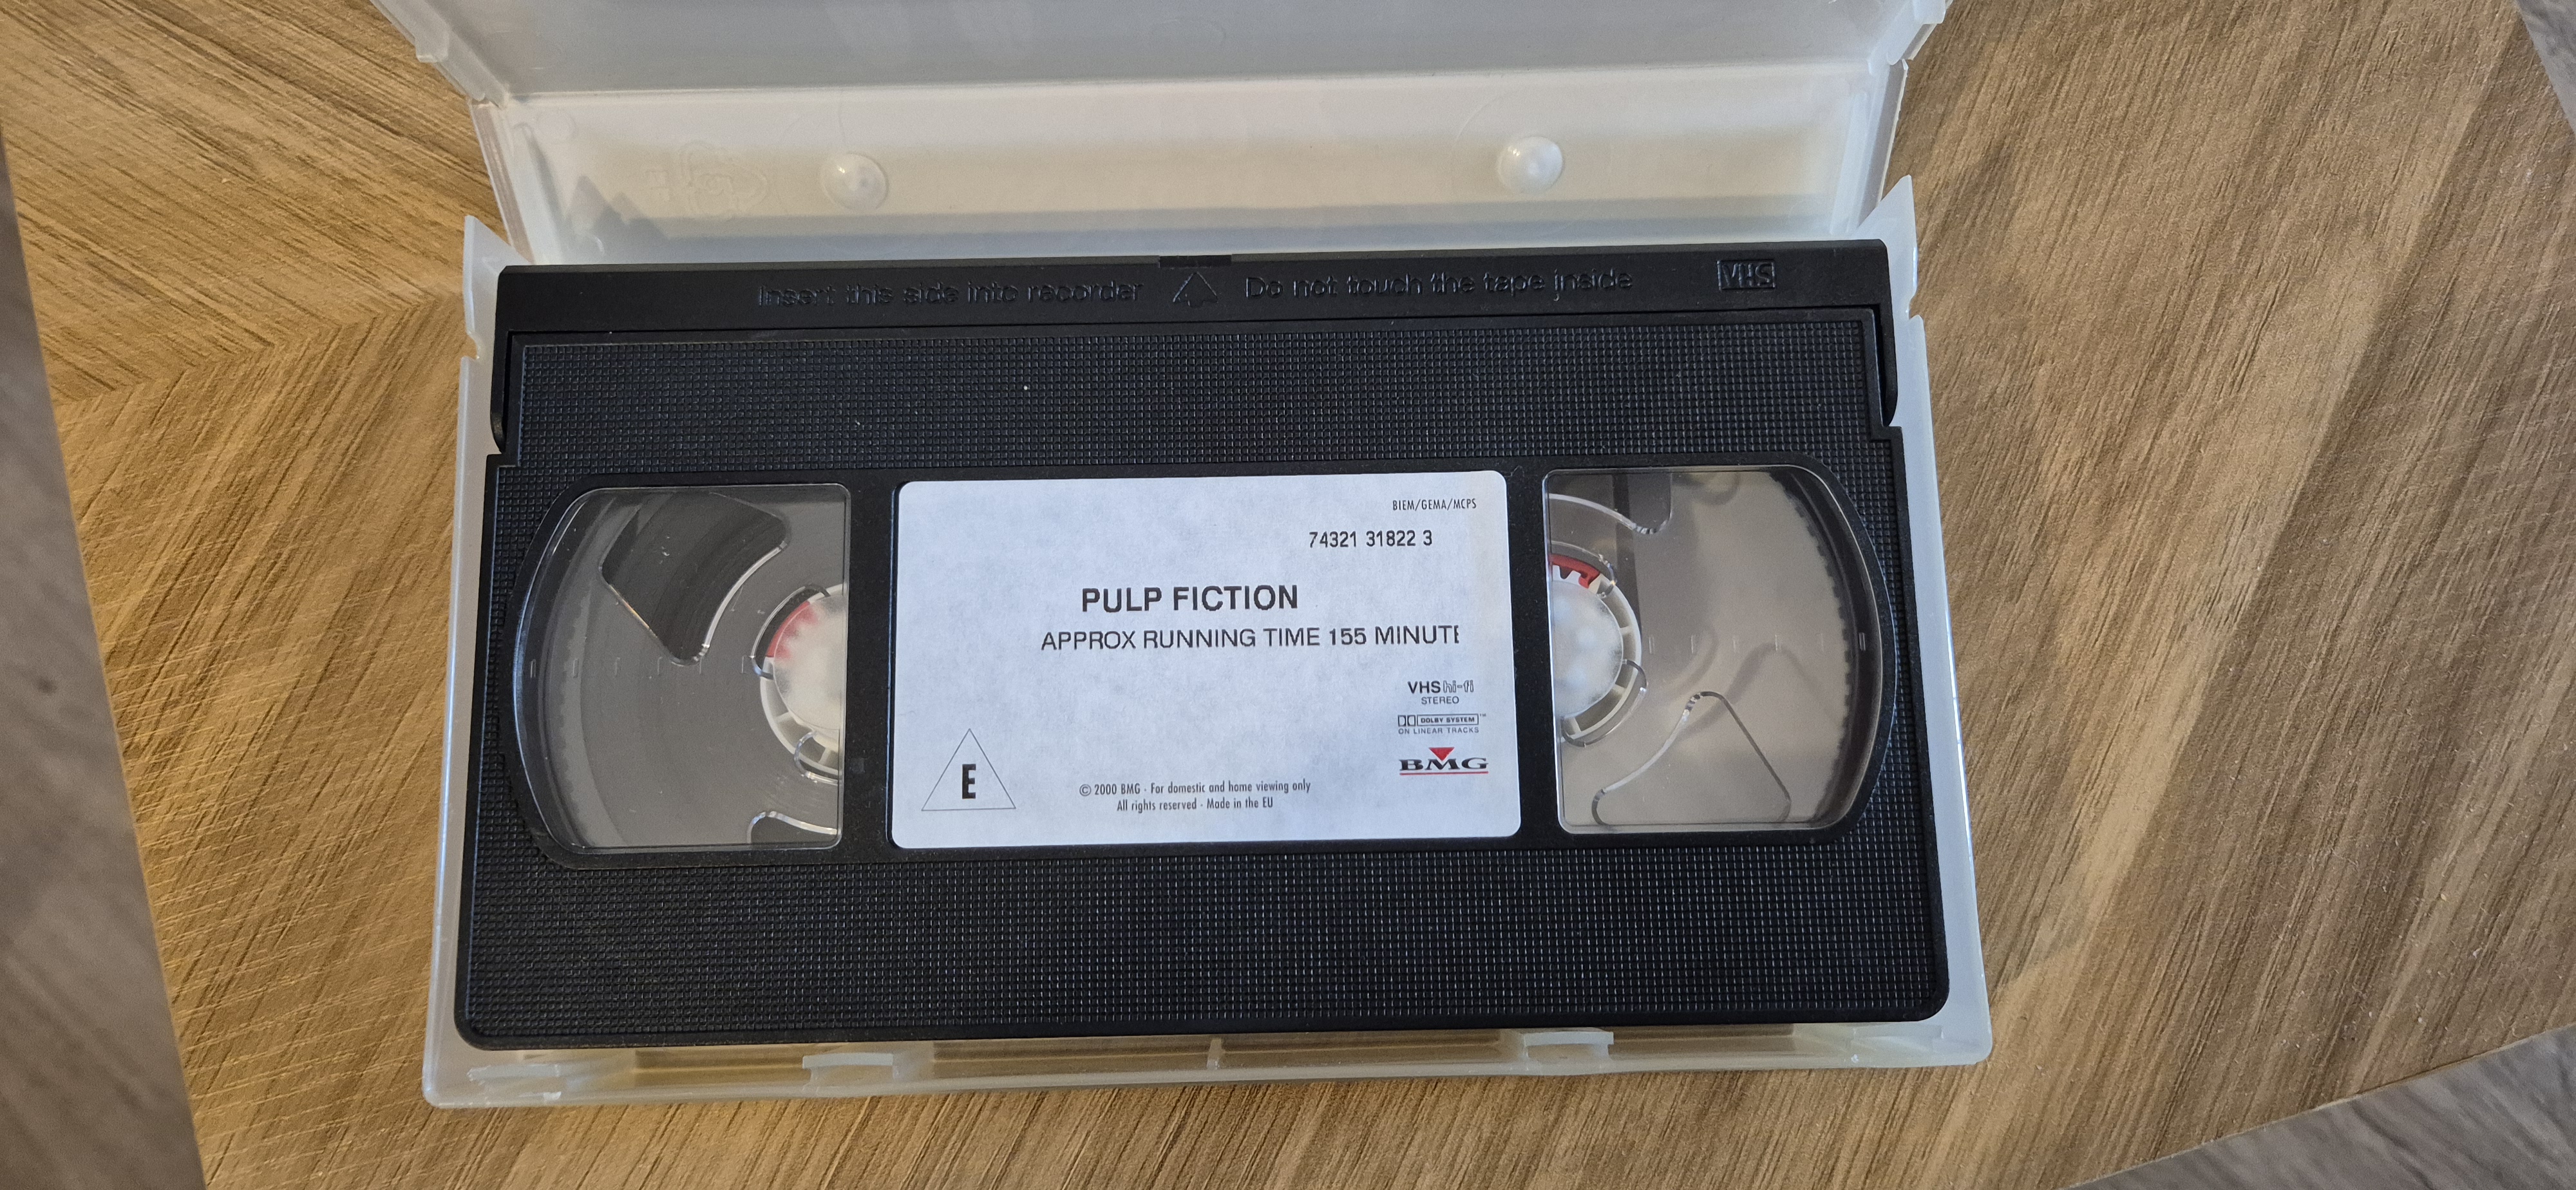 Insert this side into recorder Do not touch the tape inside VHS
BIEM/GEMA/MCPS
74321 31822 3
PULP FICTION
APPROX RUNNING TIME 155 MINUTE
VHS hi-fi
STEREO
DOLBY SYSTEM™
ON LINEAR TRACKS
BMG
E
© 2000 BMG - For domestic and home viewing only
All rights reserved - Made in the EU